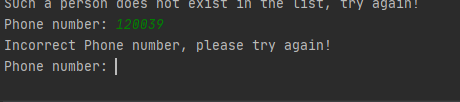 Such a person does not exist in the list, try again!
Phone number: 120039
Incorrect Phone number, please try again!
Phone number: